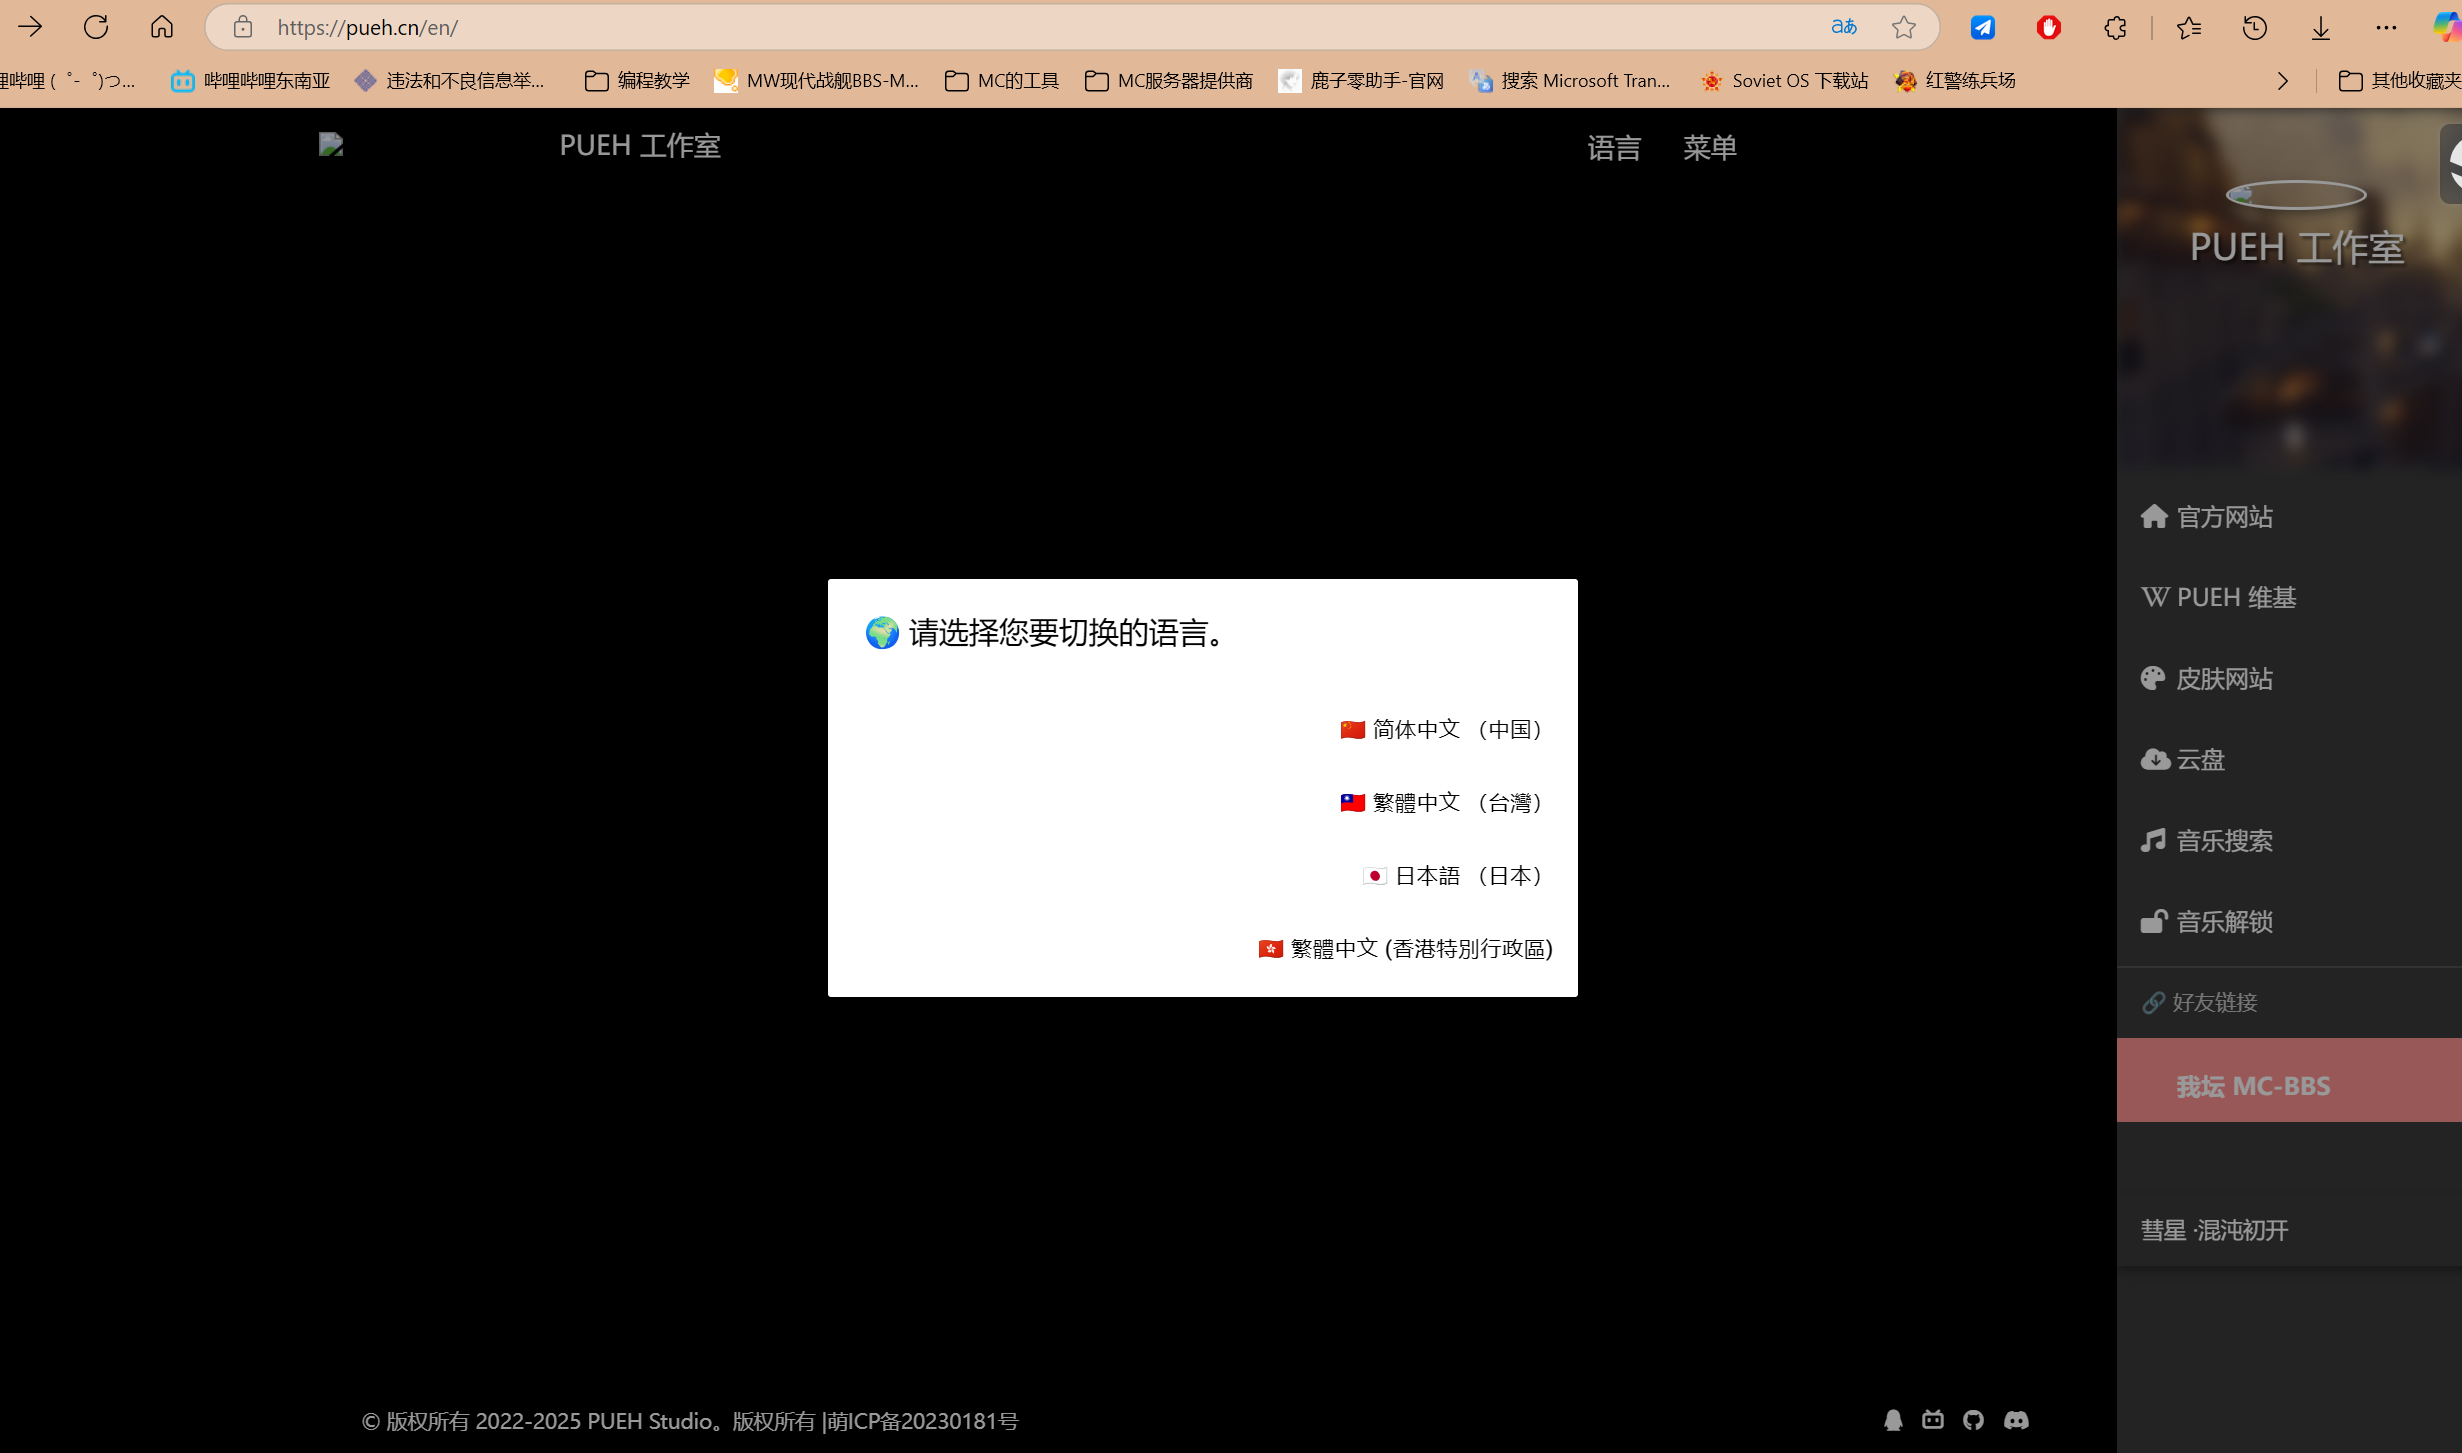 https://pueh.cn/en/
哩哔哩 ( ゜- ゜)つ...
哔哩哔哩东南亚
违法和不良信息举...
编程教学
MW现代战舰BBS-M...
MC的工具
MC服务器提供商
鹿子零助手-官网
搜索 Microsoft Tran...
Soviet OS 下载站
红警练兵场
其他收藏夹
PUEH 工作室
语言
菜单
🌍 请选择您要切换的语言。
🇨🇳 简体中文 （中国）
🇹🇼 繁體中文 （台灣）
🇯🇵 日本語 （日本）
🇭🇰 繁體中文 (香港特別行政區)
PUEH 工作室
官方网站
PUEH 维基
皮肤网站
云盘
音乐搜索
音乐解锁
🔗 好友链接
我坛 MC-BBS
彗星 ·混沌初开
© 版权所有 2022-2025 PUEH Studio。版权所有 |萌ICP备20230181号